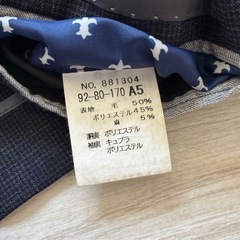 NO. 881304
92-80-170 A5
表地 毛 50%
ポリエステル 45%
麻 5%
胴裏 ポリエステル
袖裏 キュプラ
ポリエステル